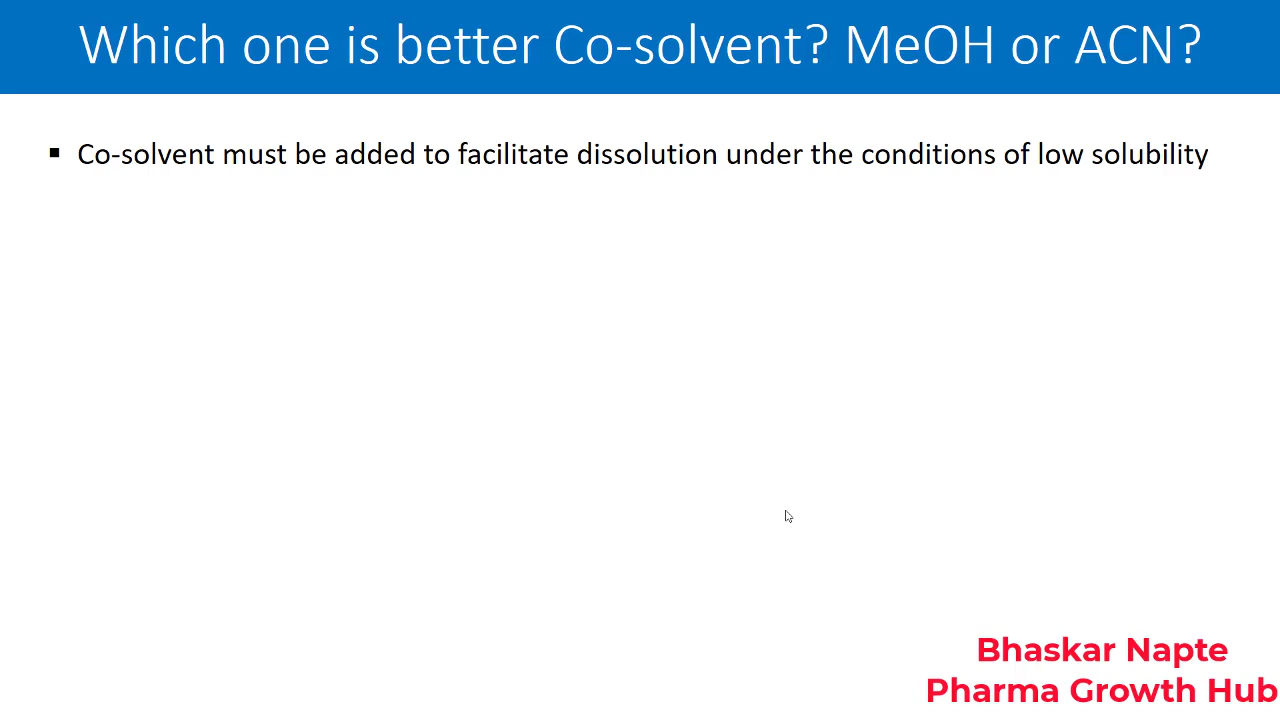 Which one is better Co-solvent? MeOH or ACN?
▪ Co-solvent must be added to facilitate dissolution under the conditions of low solubility
Bhaskar Napte
Pharma Growth Hub